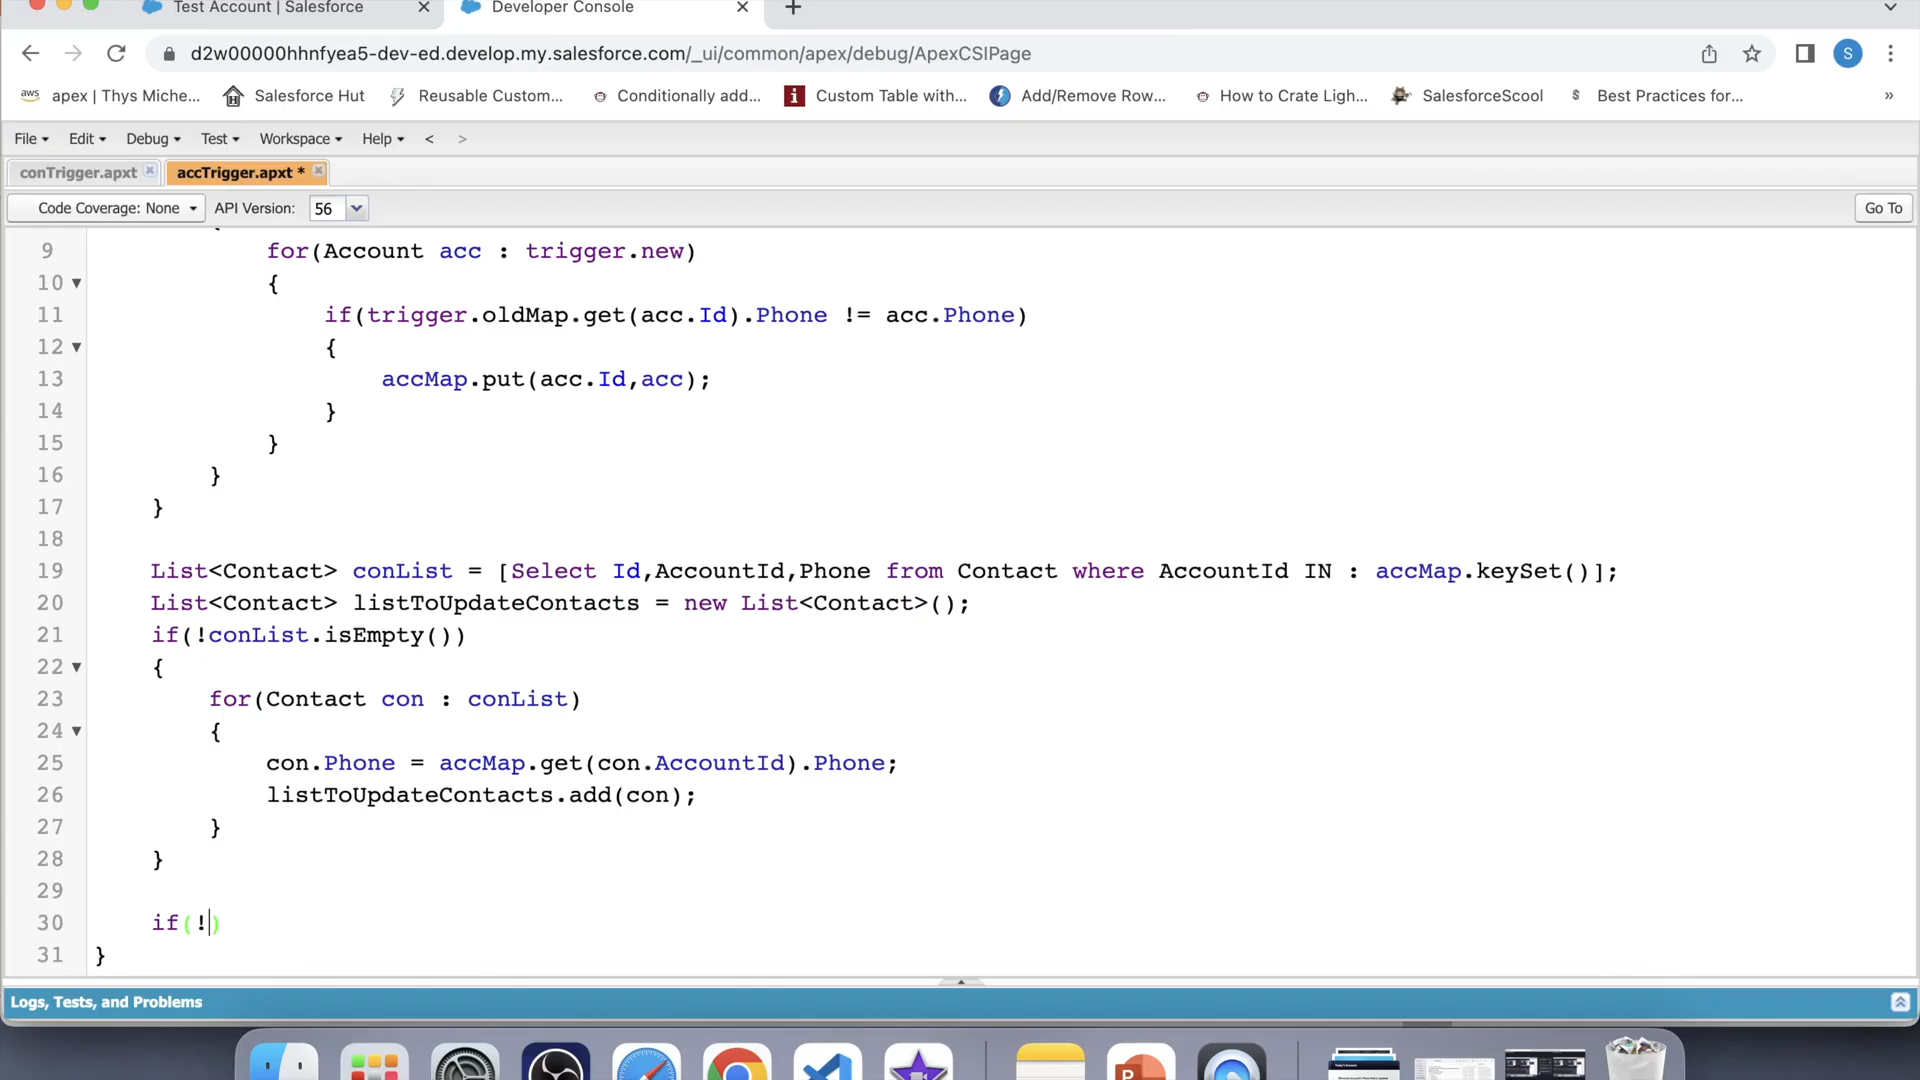 Test Account | Salesforce
Developer Console
d2w00000hhnfyea5-dev-ed.develop.my.salesforce.com/_ui/common/apex/debug/ApexCSIPage
S
aws apex | Thys Miche...
Salesforce Hut
Reusable Custom...
Conditionally add...
Custom Table with...
Add/Remove Row...
How to Crate Ligh...
SalesforceScool
Best Practices for...
File Edit Debug Test Workspace Help < >
conTrigger.apxt
accTrigger.apxt *
Code Coverage: None API Version: 56 Go To
9 for(Account acc : trigger.new)
10 {
11 if(trigger.oldMap.get(acc.Id).Phone != acc.Phone)
12 {
13 accMap.put(acc.Id,acc);
14 }
15 }
16 }
17 }
18
19 List<Contact> conList = [Select Id,AccountId,Phone from Contact where AccountId IN : accMap.keySet()];
20 List<Contact> listToUpdateContacts = new List<Contact>();
21 if(!conList.isEmpty())
22 {
23 for(Contact con : conList)
24 {
25 con.Phone = accMap.get(con.AccountId).Phone;
26 listToUpdateContacts.add(con);
27 }
28 }
29
30 if(!)
31 }
Logs, Tests, and Problems